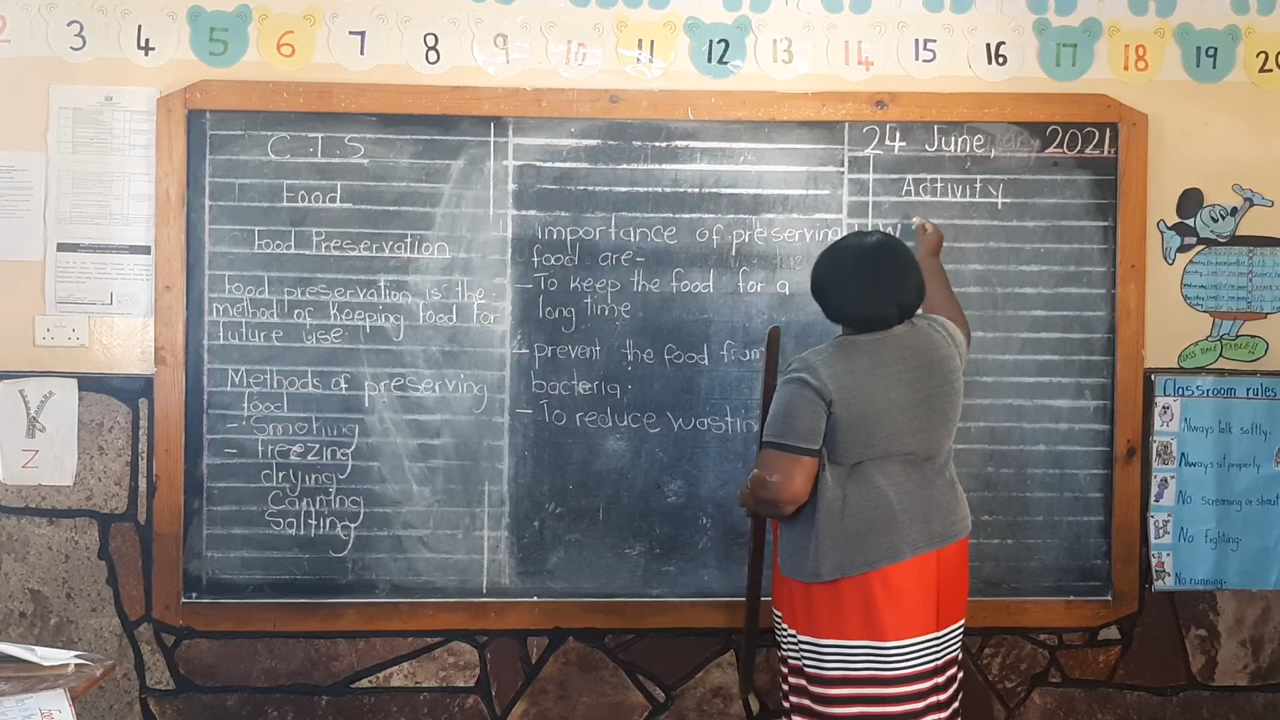 3 4 5 6 7 8 9 10 11 12 13 14 15 16 17 18 19 20
C.I.S
Food
Food Preservation
Food preservation is the
method of Keeping food for
future use.
Methods of preserving
food
- Smoking
- freezing
drying
Canning
Salting
importance of preserving
food are-
- To keep the food for a
long time
- prevent the food from
bacteria.
- To reduce wastin
24 June, 2021.
Activity
W
CLASS TIME TABLE!!
Classroom rules
Always talk softly.
Always sit properly.
No screaming or shout
No fighting.
No running.
Z